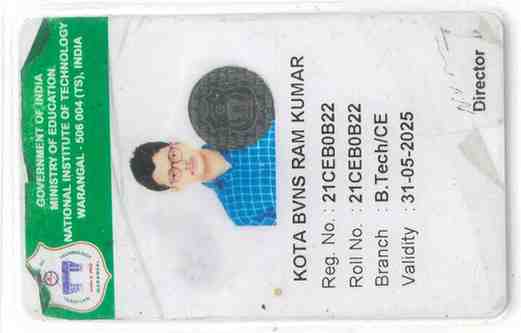 GOVERNMENT OF INDIA
MINISTRY OF EDUCATION
NATIONAL INSTITUTE OF TECHNOLOGY
WARANGAL - 506 004 (TS), INDIA
KOTA BVNS RAM KUMAR
Reg. No. : 21CEB0B22
Roll No. : 21CEB0B22
Branch : B.Tech/CE
Validity : 31-05-2025
Director